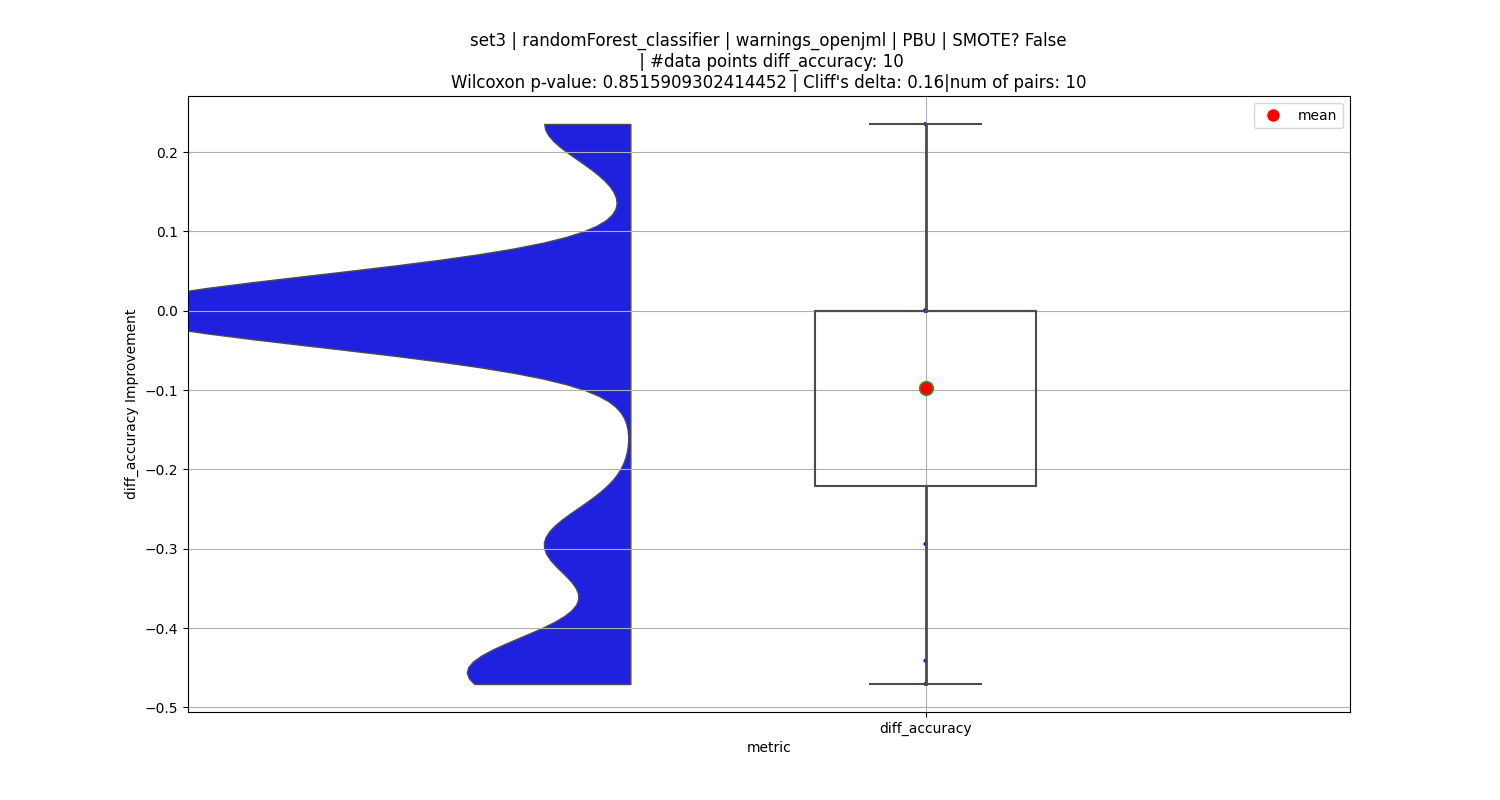 set3 | randomForest_classifier | warnings_openjml | PBU | SMOTE? False
| #data points diff_accuracy: 10
Wilcoxon p-value: 0.8515909302414452 | Cliff's delta: 0.16|num of pairs: 10
mean
0.2
0.1
0.0
−0.1
−0.2
−0.3
−0.4
−0.5
diff_accuracy Improvement
diff_accuracy
metric